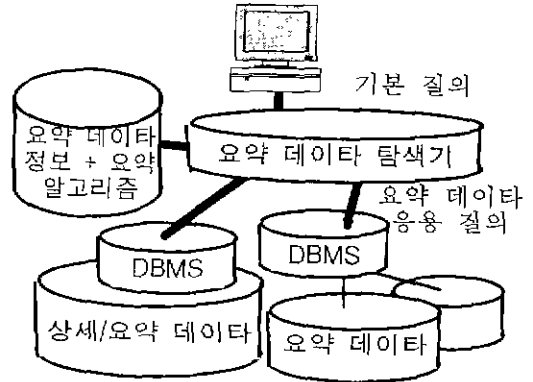 기본 질의
요약 데이타
정보 + 요약
알고리즘
요약 데이타 탐색기
요약 데이타
응용 질의
DBMS
DBMS
상세/요약 데이타
요약 데이타